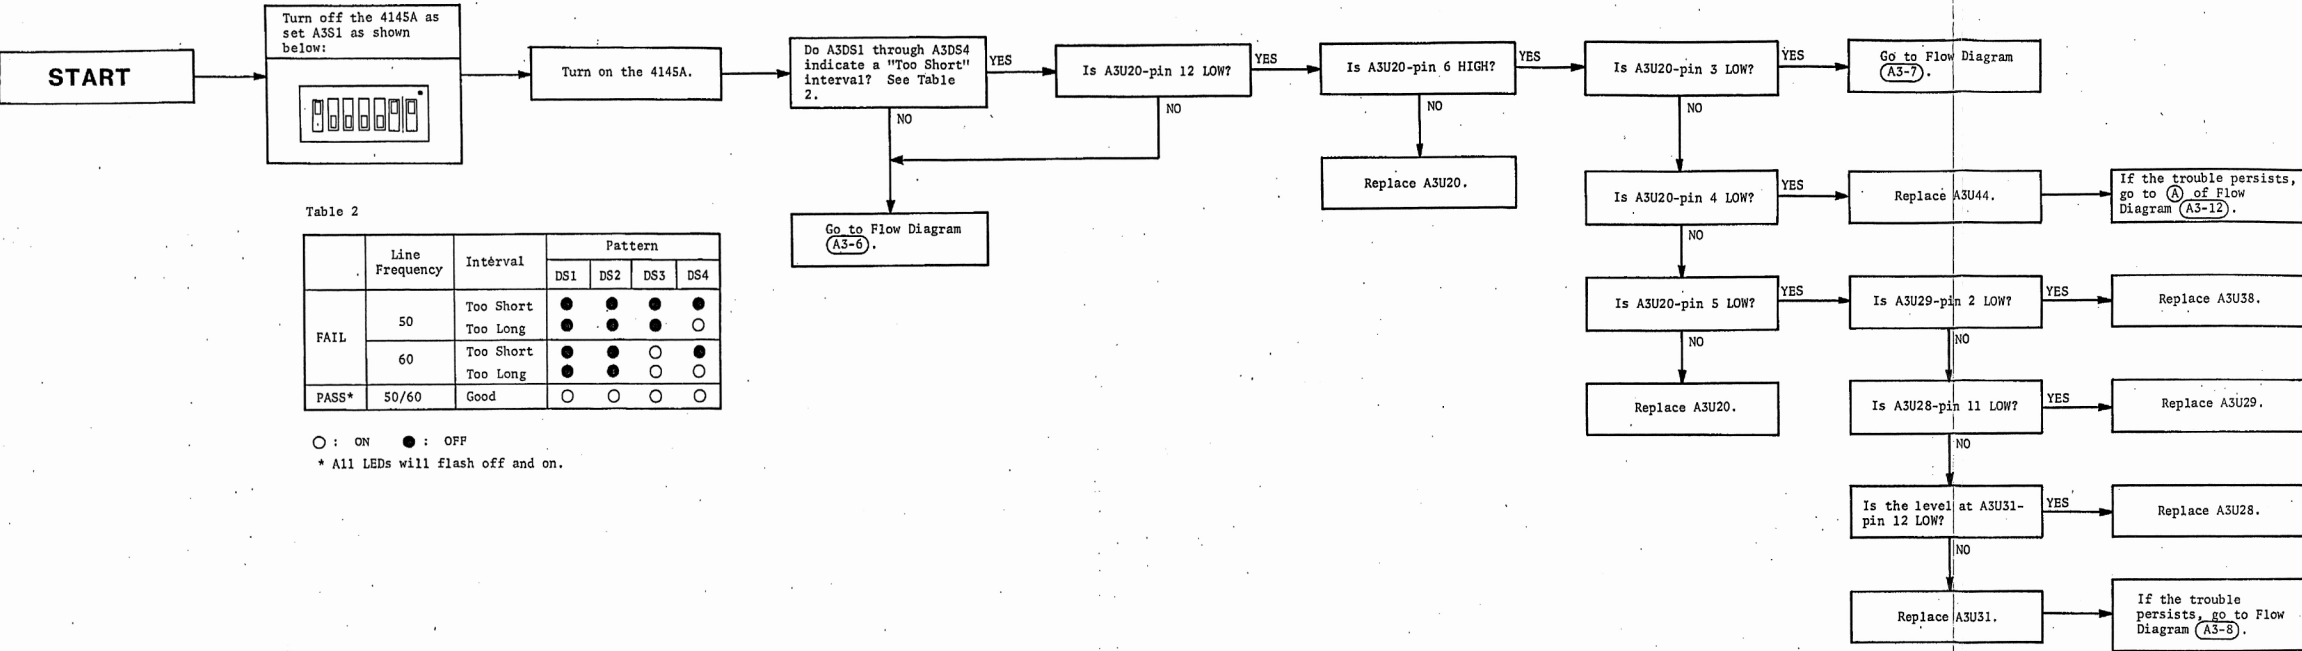 START
Turn off the 4145A as
set A3S1 as shown
below:
Turn on the 4145A.
Do A3DS1 through A3DS4
indicate a "Too Short"
interval? See Table
2.
YES
NO
Is A3U20-pin 12 LOW?
YES
NO
Go to Flow Diagram
A3-6.
Is A3U20-pin 6 HIGH?
YES
NO
Replace A3U20.
Is A3U20-pin 3 LOW?
YES
NO
Go to Flow Diagram
A3-7.
Is A3U20-pin 4 LOW?
YES
NO
Replace A3U44.
If the trouble persists,
go to A of Flow
Diagram A3-12.
Is A3U20-pin 5 LOW?
YES
NO
Replace A3U20.
Is A3U29-pin 2 LOW?
YES
NO
Replace A3U38.
Is A3U28-pin 11 LOW?
YES
NO
Replace A3U29.
Is the level at A3U31-
pin 12 LOW?
YES
NO
Replace A3U28.
Replace A3U31.
If the trouble
persists, go to Flow
Diagram A3-8.
Table 2
Line
Frequency
Interval
Pattern
DS1 DS2 DS3 DS4
FAIL
50
Too Short ● ● ● ●
Too Long ● ● ● ○
60
Too Short ● ● ○ ●
Too Long ● ● ○ ○
PASS* 50/60 Good ○ ○ ○ ○
○ : ON ● : OFF
* All LEDs will flash off and on.